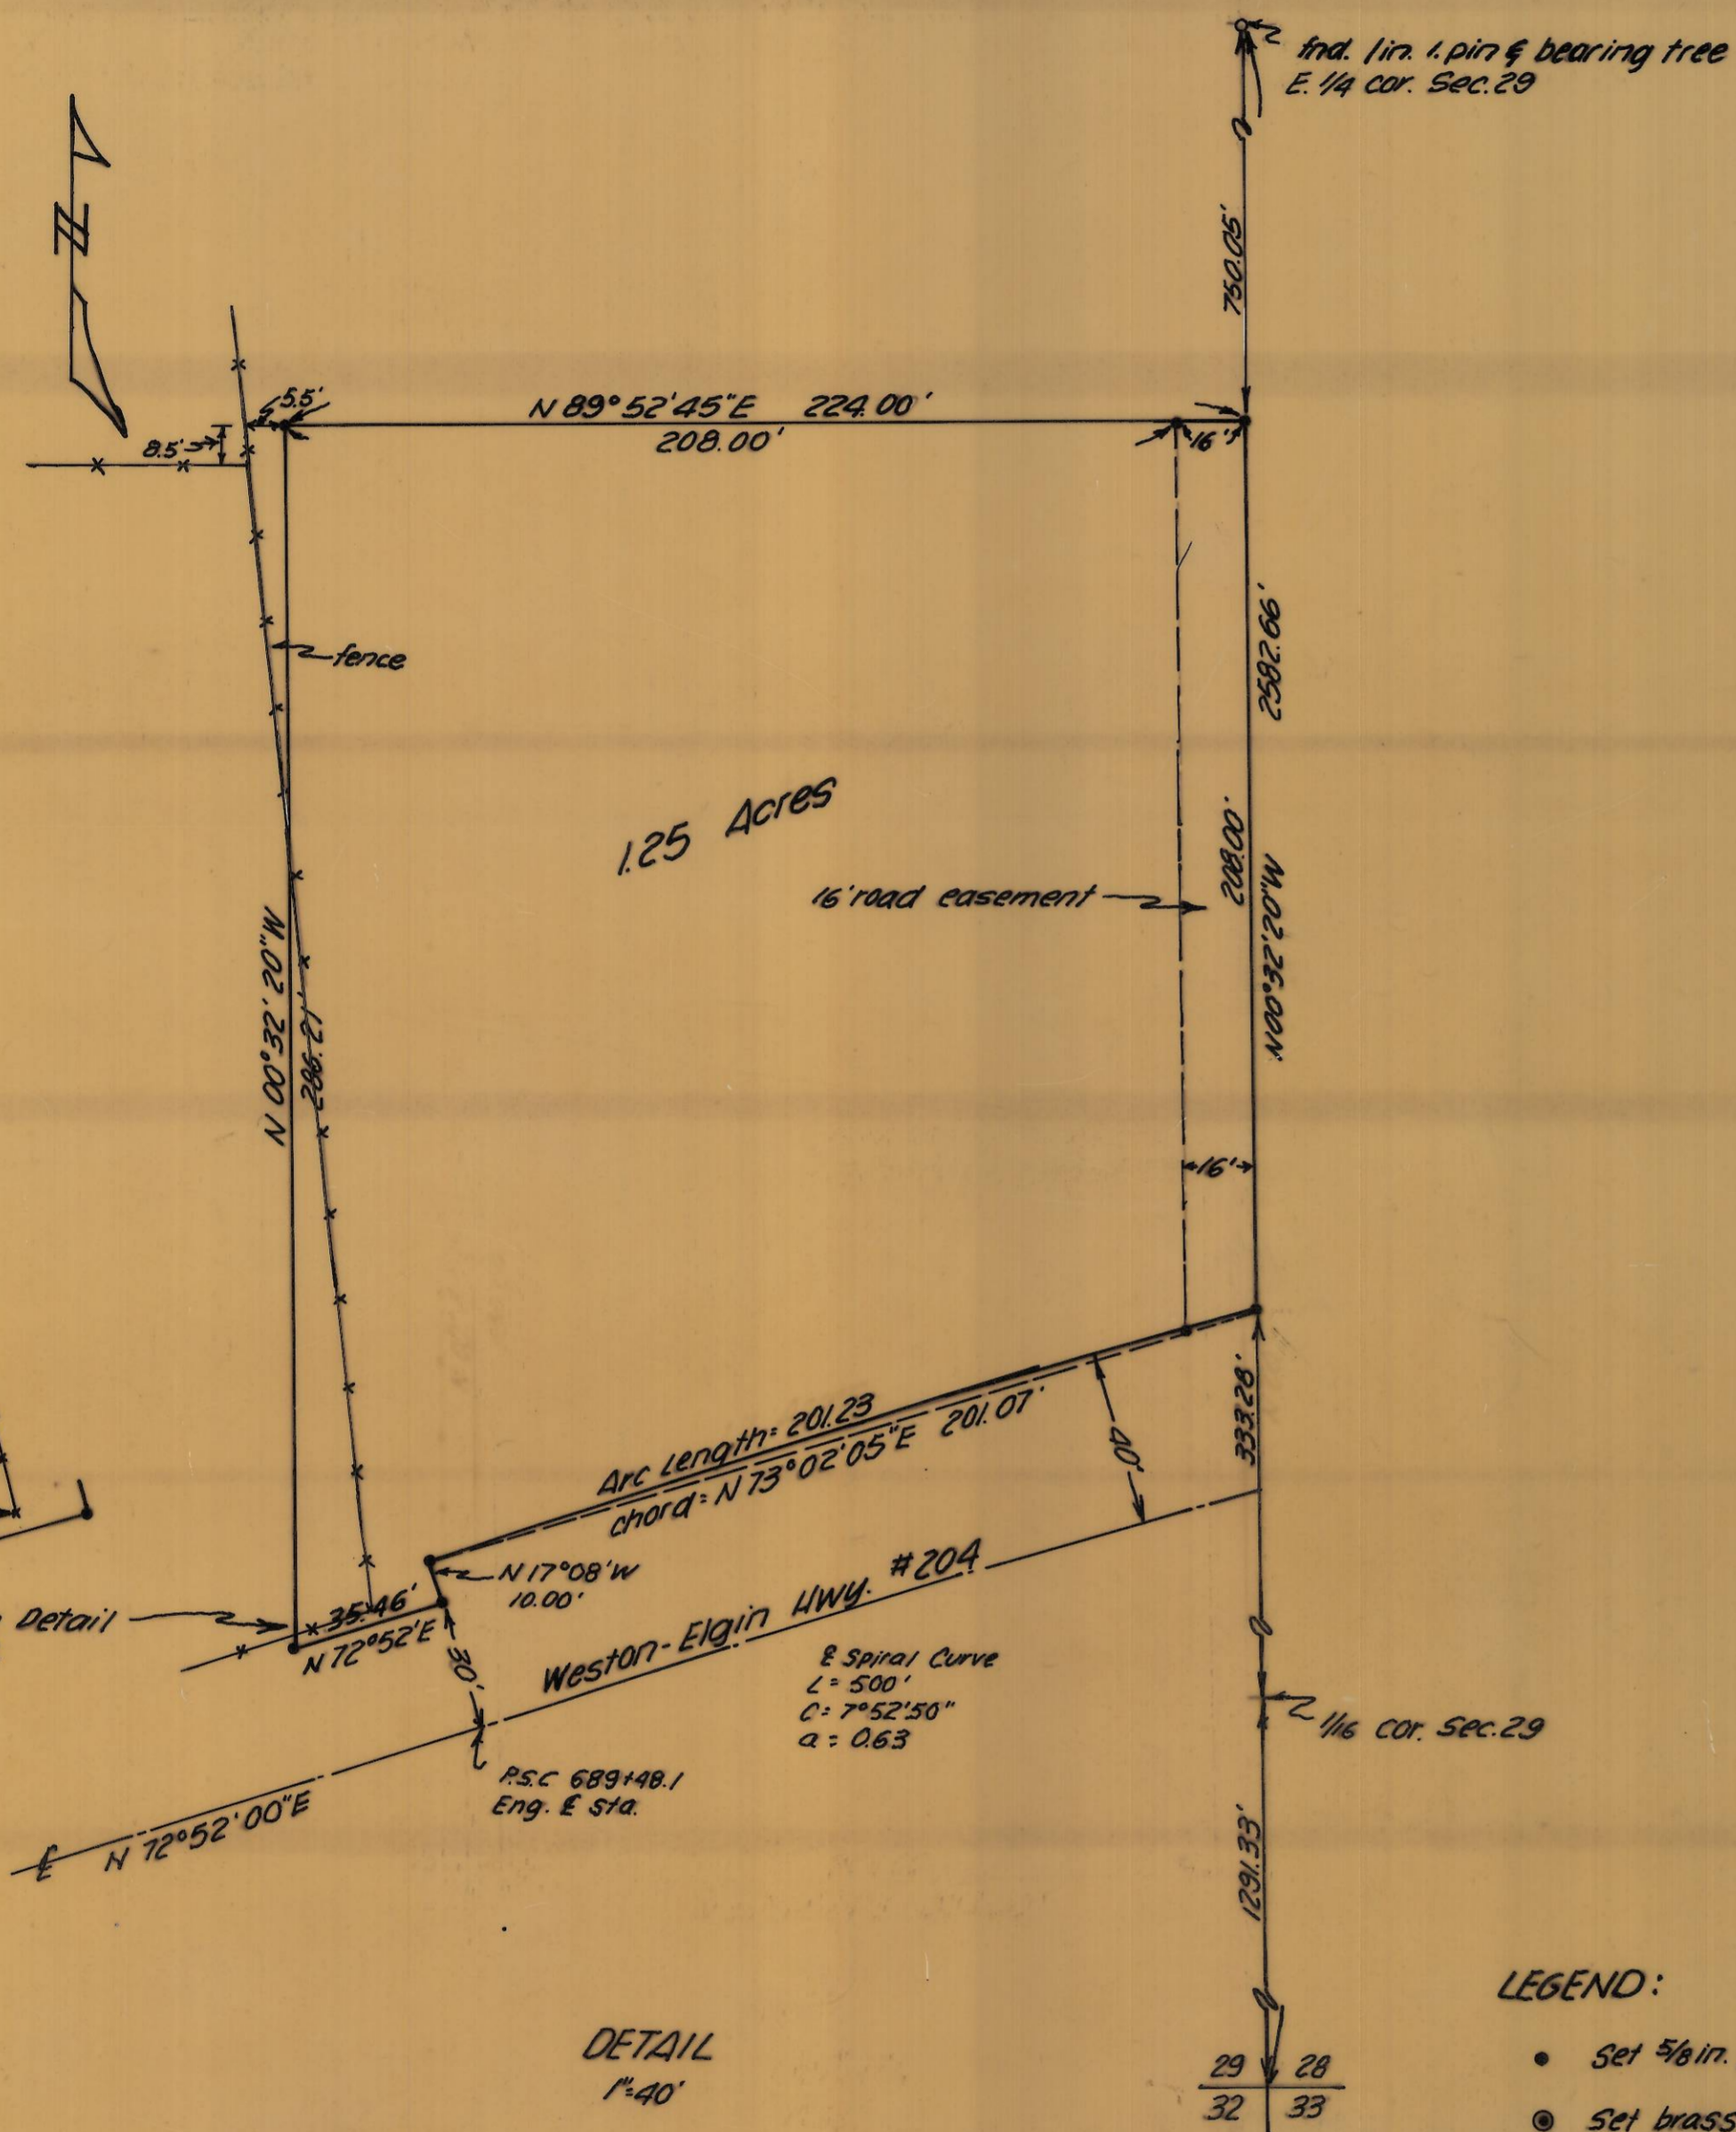 fnd. 1 in. i. pin & bearing tree
E. 1/4 cor. Sec. 29
N
750.05'
5.5'
N 89° 52' 45" E 224.00'
208.00'
16'
8.5'
fence
2582.66'
1.25 Acres
208.00'
16' road easement
N 00° 32' 20" W
N 00° 32' 20" W
286.12'
16'
Arc Length = 201.23
chord = N 73° 02' 05" E 201.07'
40'
333.28'
N 17° 08' W
10.00'
Detail
35.46'
N 72° 52' E
30'
Weston-Elgin Hwy. #204
℄ Spiral Curve
L = 500'
C = 7° 52' 50"
a = 0.63
1/16 cor. Sec. 29
P.S.C 689+48.1
Eng. ℄ sta.
N 72° 52' 00" E
℄
1291.33'
LEGEND:
DETAIL
1"=40'
29 28
32 33
● Set 5/8 in.
◉ Set brass